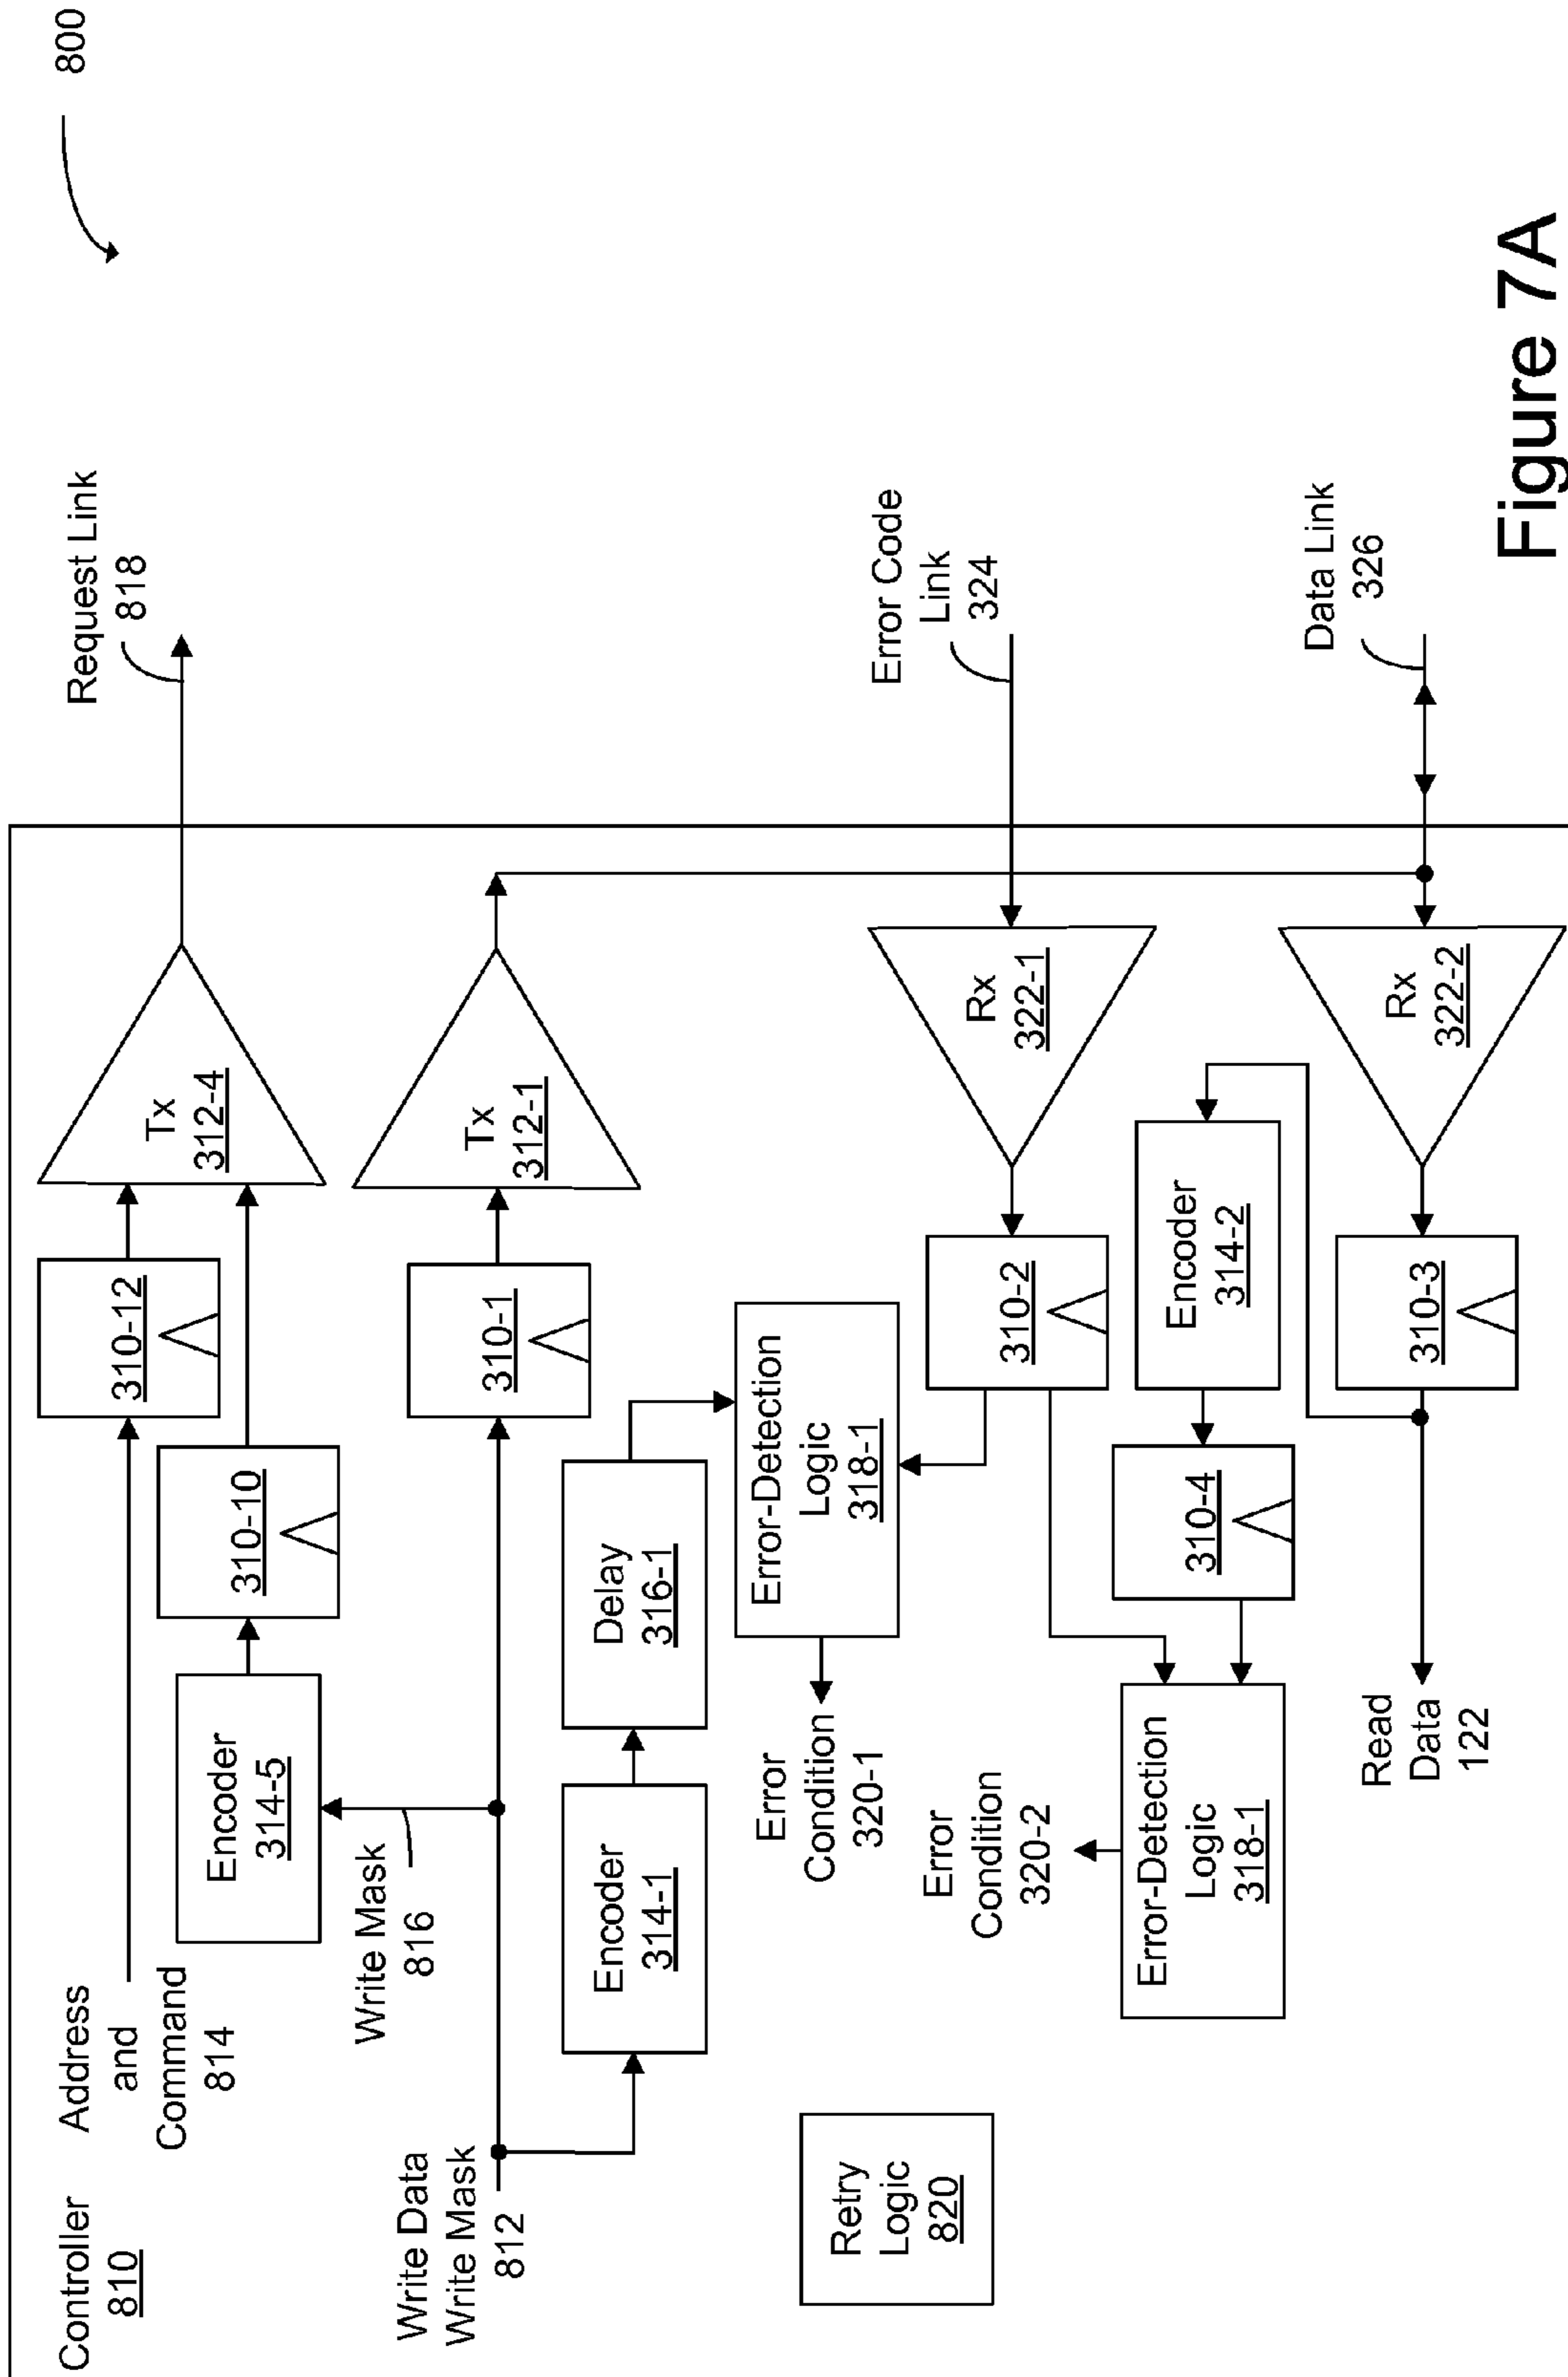 800
Controller
810
Address
and
Command
814
Request Link
818
310-12
Tx
312-4
310-10
Encoder
314-5
Write Mask
816
Write Data
Write Mask
812
310-1
Tx
312-1
Encoder
314-1
Delay
316-1
Error-Detection
Logic
318-1
Error
Condition
320-1
Retry
Logic
820
Error Code
Link
324
Rx
322-1
310-2
Encoder
314-2
310-4
Error-Detection
Logic
318-1
Error
Condition
320-2
Data Link
326
Rx
322-2
310-3
Read
Data
122
Figure 7A